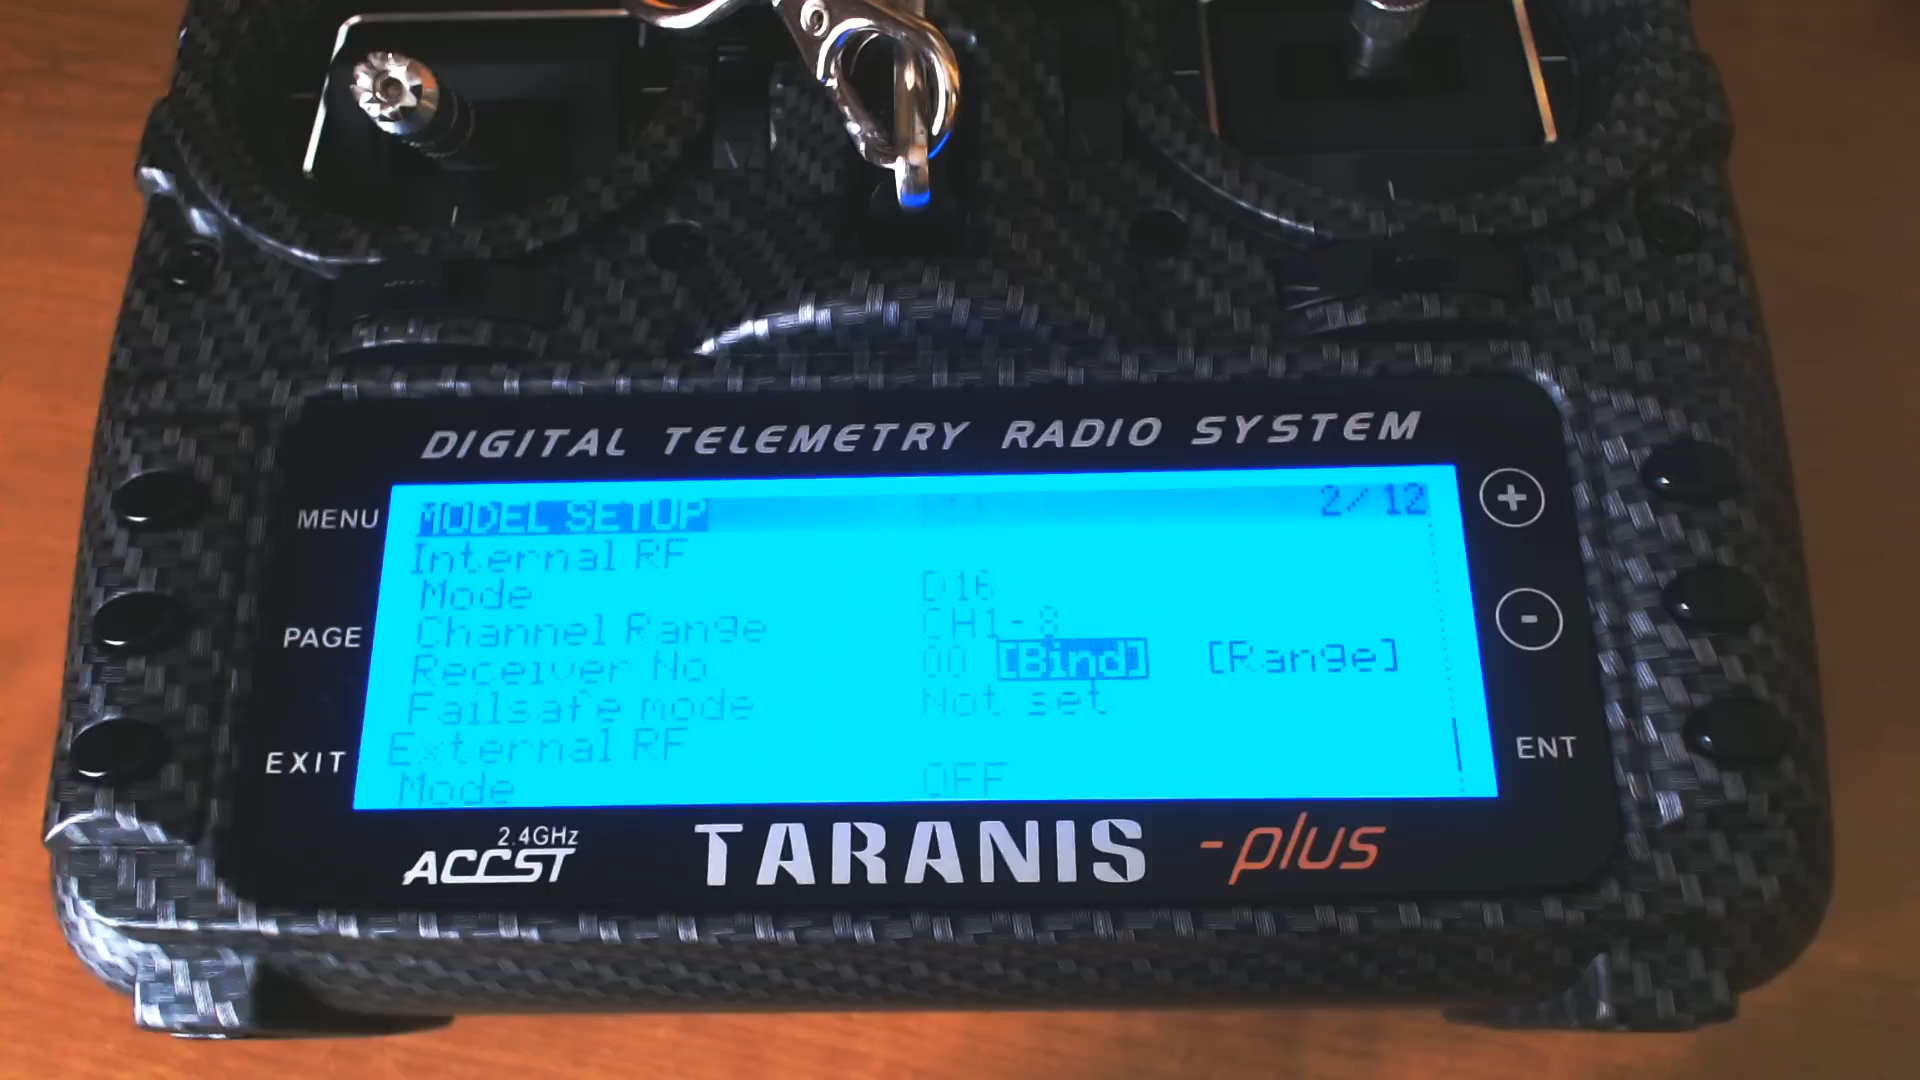 DIGITAL TELEMETRY RADIO SYSTEM
MENU
PAGE
EXIT
MODEL SETUP 2/12
Internal RF
Mode D16
Channel Range CH1-8
Receiver No 00 [Bind] [Range]
Failsafe mode Not set
External RF
Mode OFF
+
-
ENT
2.4GHz
ACCST
TARANIS -plus